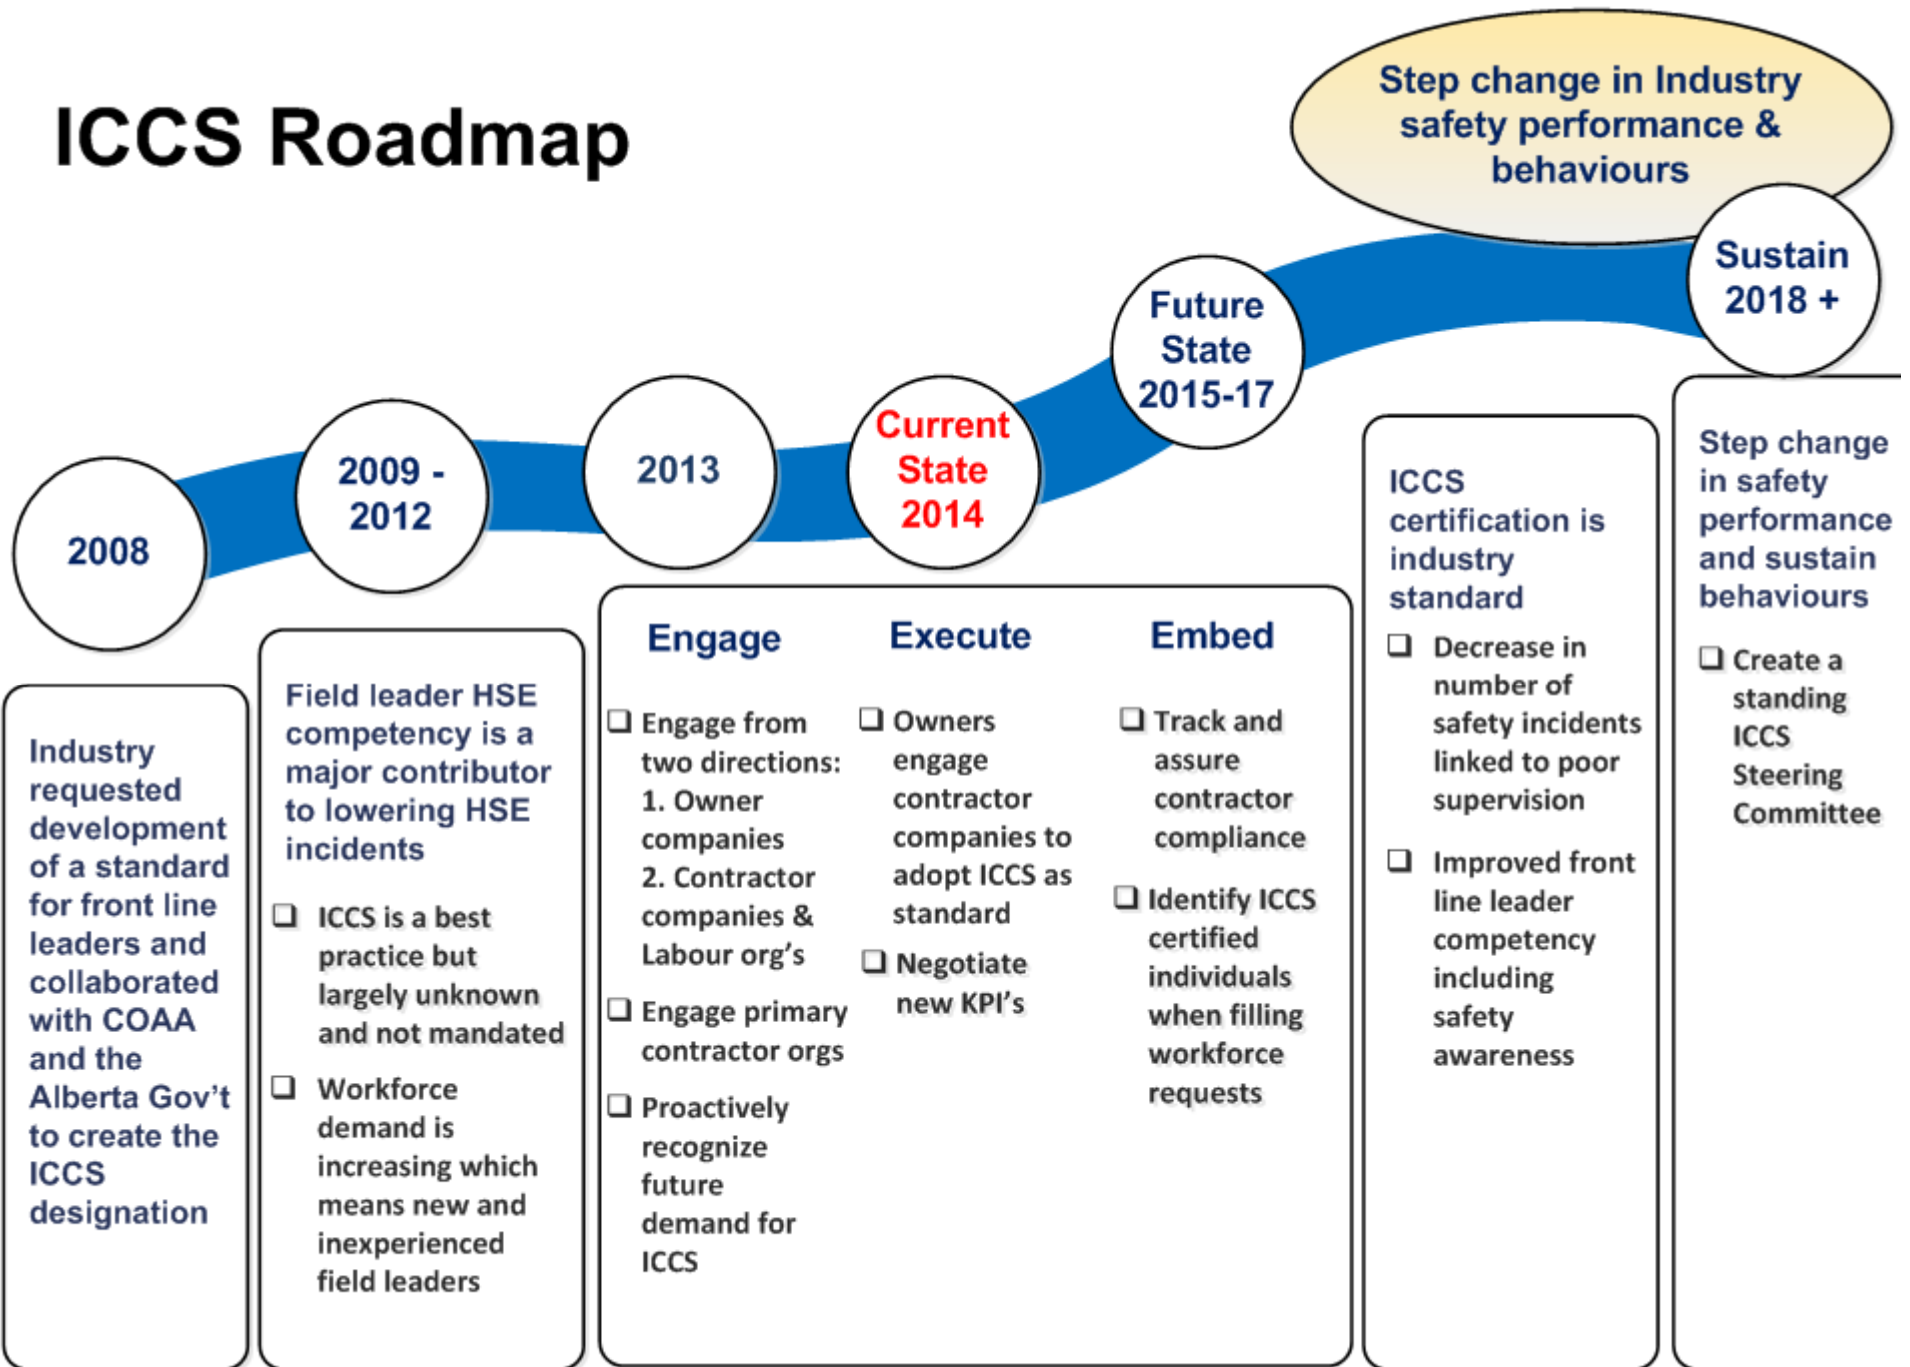 ICCS Roadmap
Step change in Industry
safety performance &
behaviours
2008
2009 -
2012
2013
Current
State
2014
Future
State
2015-17
Sustain
2018 +
Industry
requested
development
of a standard
for front line
leaders and
collaborated
with COAA
and the
Alberta Gov't
to create the
ICCS
designation
Field leader HSE
competency is a
major contributor
to lowering HSE
incidents
❑ ICCS is a best
practice but
largely unknown
and not mandated
❑ Workforce
demand is
increasing which
means new and
inexperienced
field leaders
Engage
❑ Engage from
two directions:
1. Owner
companies
2. Contractor
companies &
Labour org's
❑ Engage primary
contractor orgs
❑ Proactively
recognize
future
demand for
ICCS
Execute
❑ Owners
engage
contractor
companies to
adopt ICCS as
standard
❑ Negotiate
new KPI's
Embed
❑ Track and
assure
contractor
compliance
❑ Identify ICCS
certified
individuals
when filling
workforce
requests
ICCS
certification is
industry
standard
❑ Decrease in
number of
safety incidents
linked to poor
supervision
❑ Improved front
line leader
competency
including
safety
awareness
Step change
in safety
performance
and sustain
behaviours
❑ Create a
standing
ICCS
Steering
Committee